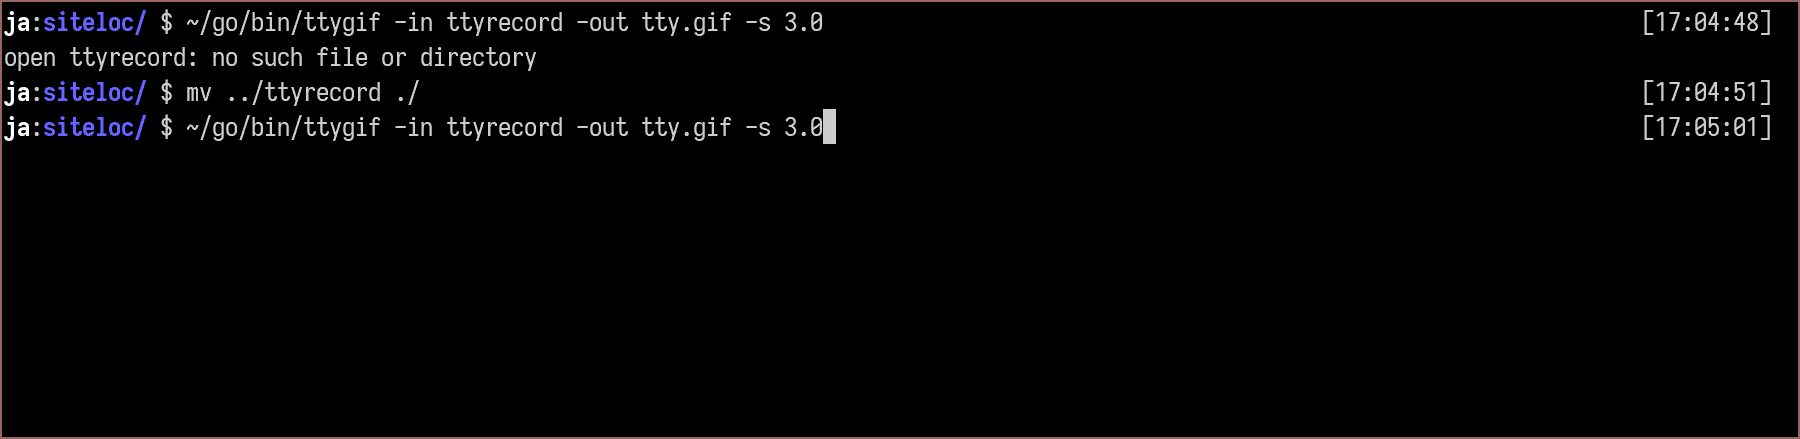 ja:siteloc/ $ ~/go/bin/ttygif -in ttyrecord -out tty.gif -s 3.0 [17:04:48]
open ttyrecord: no such file or directory
ja:siteloc/ $ mv ../ttyrecord ./ [17:04:51]
ja:siteloc/ $ ~/go/bin/ttygif -in ttyrecord -out tty.gif -s 3.0 [17:05:01]